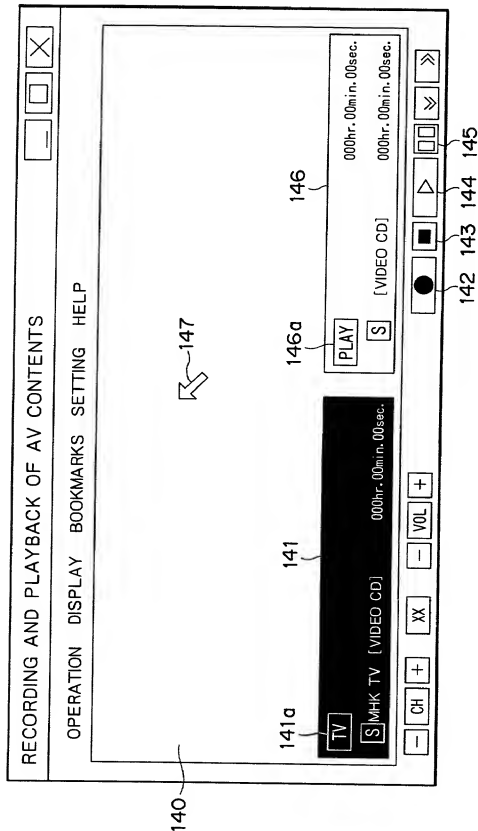 RECORDING AND PLAYBACK OF AV CONTENTS
OPERATION DISPLAY BOOKMARKS SETTING HELP
147
140
141a
141
146a
146
TV
000hr.00min.00sec.
S MHK TV [VIDEO CD]
PLAY
000hr.00min.00sec.
S [VIDEO CD] 000hr.00min.00sec.
− CH + XX − VOL +
142
143
144
145